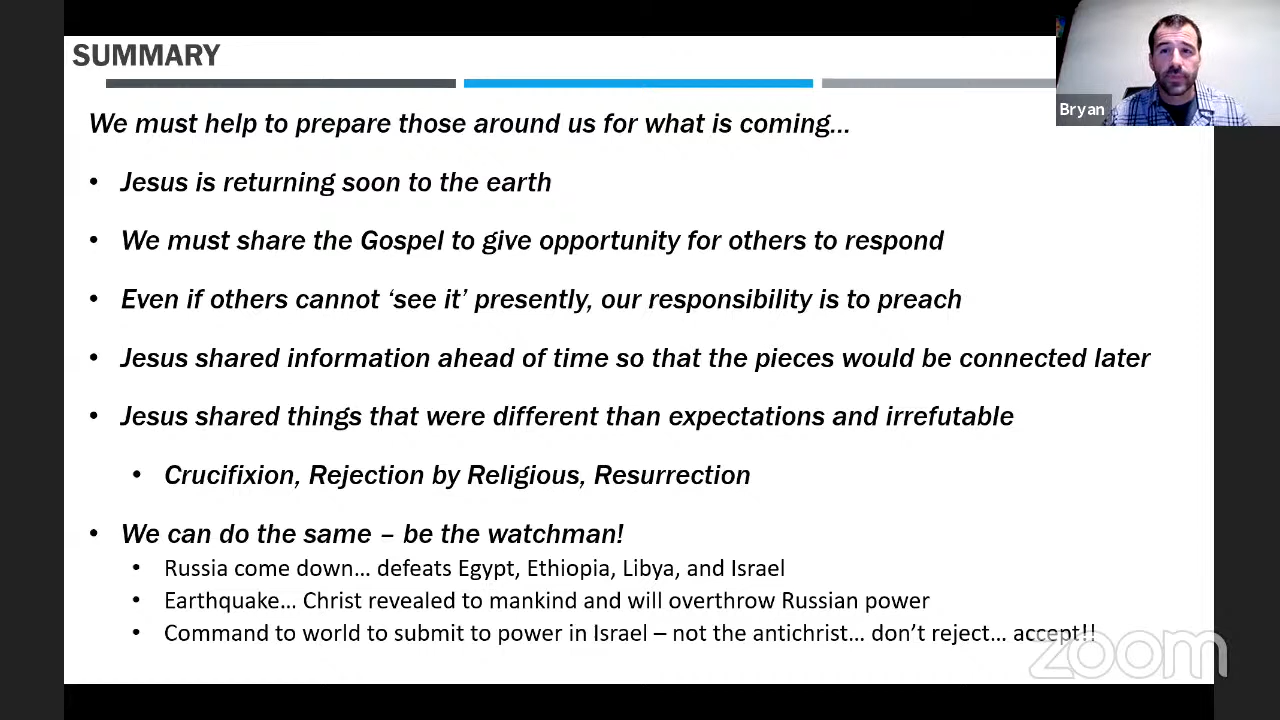 SUMMARY
Bryan
We must help to prepare those around us for what is coming...
• Jesus is returning soon to the earth
• We must share the Gospel to give opportunity for others to respond
• Even if others cannot ‘see it’ presently, our responsibility is to preach
• Jesus shared information ahead of time so that the pieces would be connected later
• Jesus shared things that were different than expectations and irrefutable
• Crucifixion, Rejection by Religious, Resurrection
• We can do the same – be the watchman!
• Russia come down… defeats Egypt, Ethiopia, Libya, and Israel
• Earthquake… Christ revealed to mankind and will overthrow Russian power
• Command to world to submit to power in Israel – not the antichrist… don’t reject… accept!!
zoom